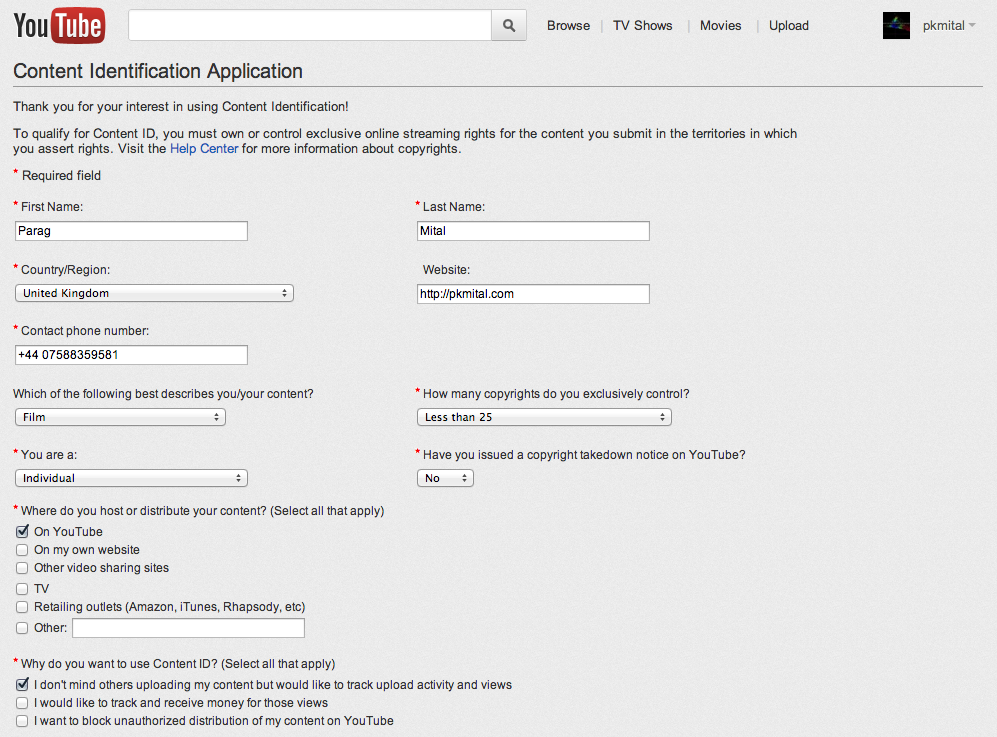 YouTube Browse TV Shows Movies Upload pkmital
Content Identification Application
Thank you for your interest in using Content Identification!
To qualify for Content ID, you must own or control exclusive online streaming rights for the content you submit in the territories in which
you assert rights. Visit the Help Center for more information about copyrights.
* Required field
* First Name: * Last Name:
Parag Mital
* Country/Region: Website:
United Kingdom http://pkmital.com
* Contact phone number:
+44 07588359581
Which of the following best describes you/your content? * How many copyrights do you exclusively control?
Film Less than 25
* You are a: * Have you issued a copyright takedown notice on YouTube?
Individual No
* Where do you host or distribute your content? (Select all that apply)
On YouTube
On my own website
Other video sharing sites
TV
Retailing outlets (Amazon, iTunes, Rhapsody, etc)
Other:
* Why do you want to use Content ID? (Select all that apply)
I don't mind others uploading my content but would like to track upload activity and views
I would like to track and receive money for those views
I want to block unauthorized distribution of my content on YouTube